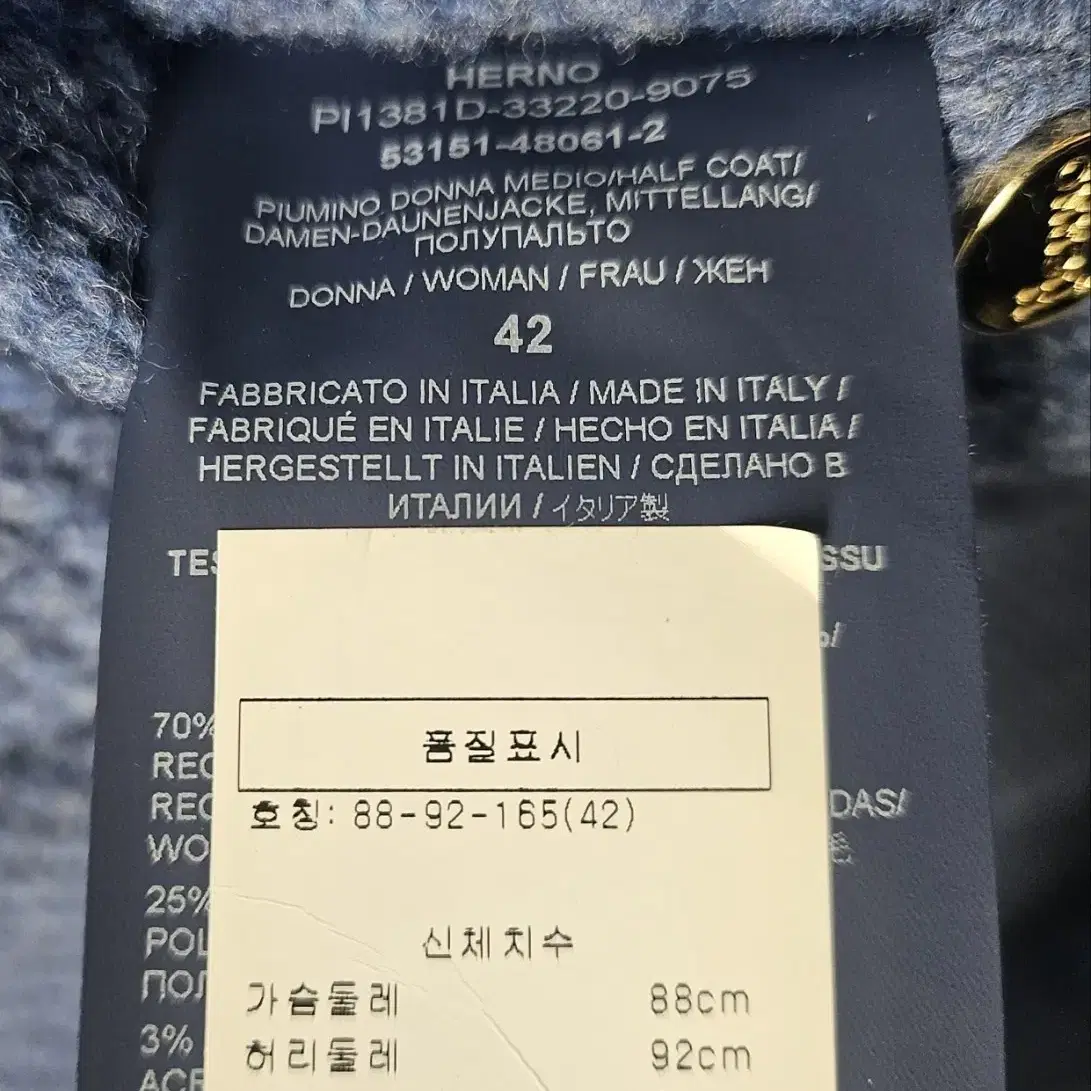 HERNO
PI1381D-33220-9075
53151-48061-2
PIUMINO DONNA MEDIO/HALF COAT/
DAMEN-DAUNENJACKE, MITTELLANG/
ПОЛУПАЛЬТО
DONNA / WOMAN / FRAU / ЖЕН
42
FABBRICATO IN ITALIA / MADE IN ITALY /
FABRIQUÉ EN ITALIE / HECHO EN ITALIA /
HERGESTELLT IN ITALIEN / СДЕЛАНО В
ИТАЛИИ / イタリア製
품질표시
호칭: 88-92-165(42)
70%
25%
신체치수
가슴둘레 88cm
허리둘레 92cm
3%